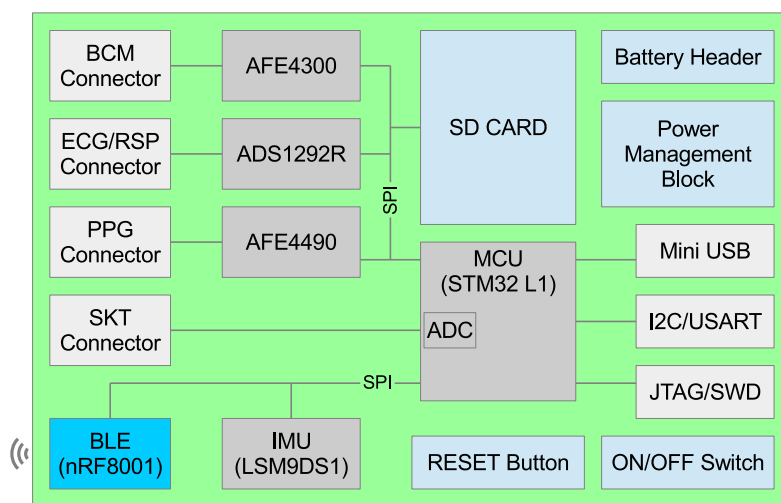 BCM
Connector
AFE4300
SD CARD
Battery Header
ECG/RSP
Connector
ADS1292R
Power
Management
Block
SPI
PPG
Connector
AFE4490
MCU
(STM32 L1)
Mini USB
SKT
Connector
ADC
I2C/USART
SPI
JTAG/SWD
BLE
(nRF8001)
IMU
(LSM9DS1)
RESET Button
ON/OFF Switch